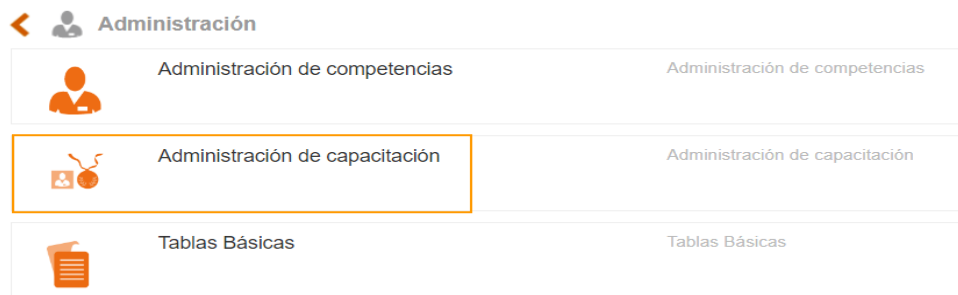 Administración
Administración de competencias Administración de competencias
Administración de capacitación Administración de capacitación
Tablas Básicas Tablas Básicas